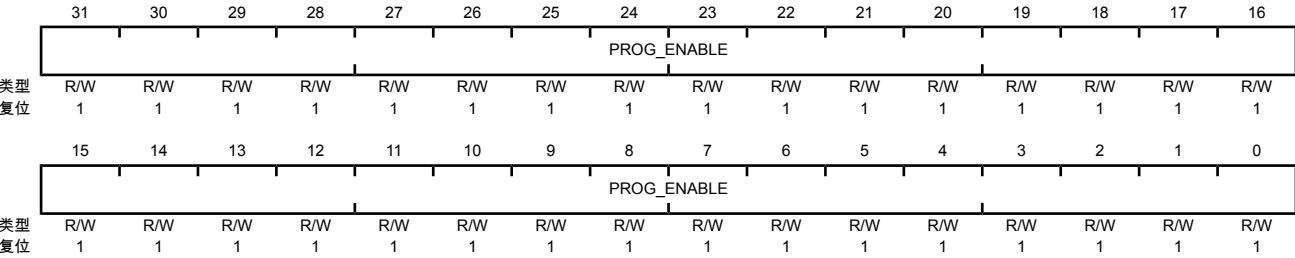 31 30 29 28 27 26 25 24 23 22 21 20 19 18 17 16
PROG_ENABLE
类型 R/W R/W R/W R/W R/W R/W R/W R/W R/W R/W R/W R/W R/W R/W R/W R/W
复位 1 1 1 1 1 1 1 1 1 1 1 1 1 1 1 1
15 14 13 12 11 10 9 8 7 6 5 4 3 2 1 0
PROG_ENABLE
类型 R/W R/W R/W R/W R/W R/W R/W R/W R/W R/W R/W R/W R/W R/W R/W R/W
复位 1 1 1 1 1 1 1 1 1 1 1 1 1 1 1 1